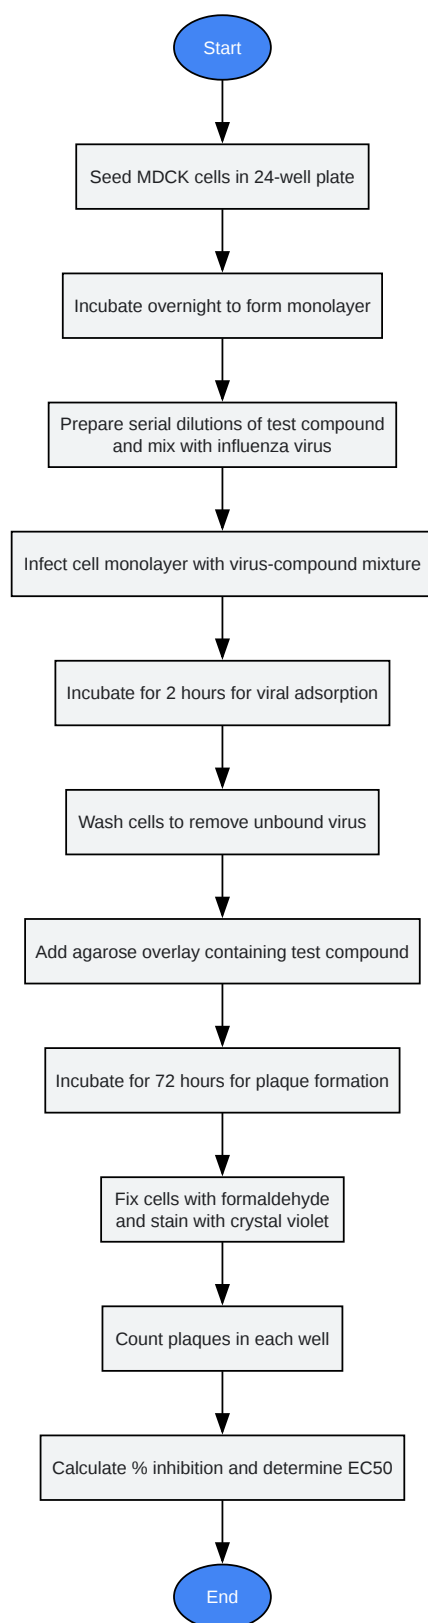 Start
Seed MDCK cells in 24-well plate
Incubate overnight to form monolayer
Prepare serial dilutions of test compound
and mix with influenza virus
Infect cell monolayer with virus-compound mixture
Incubate for 2 hours for viral adsorption
Wash cells to remove unbound virus
Add agarose overlay containing test compound
Incubate for 72 hours for plaque formation
Fix cells with formaldehyde
and stain with crystal violet
Count plaques in each well
Calculate % inhibition and determine EC50
End